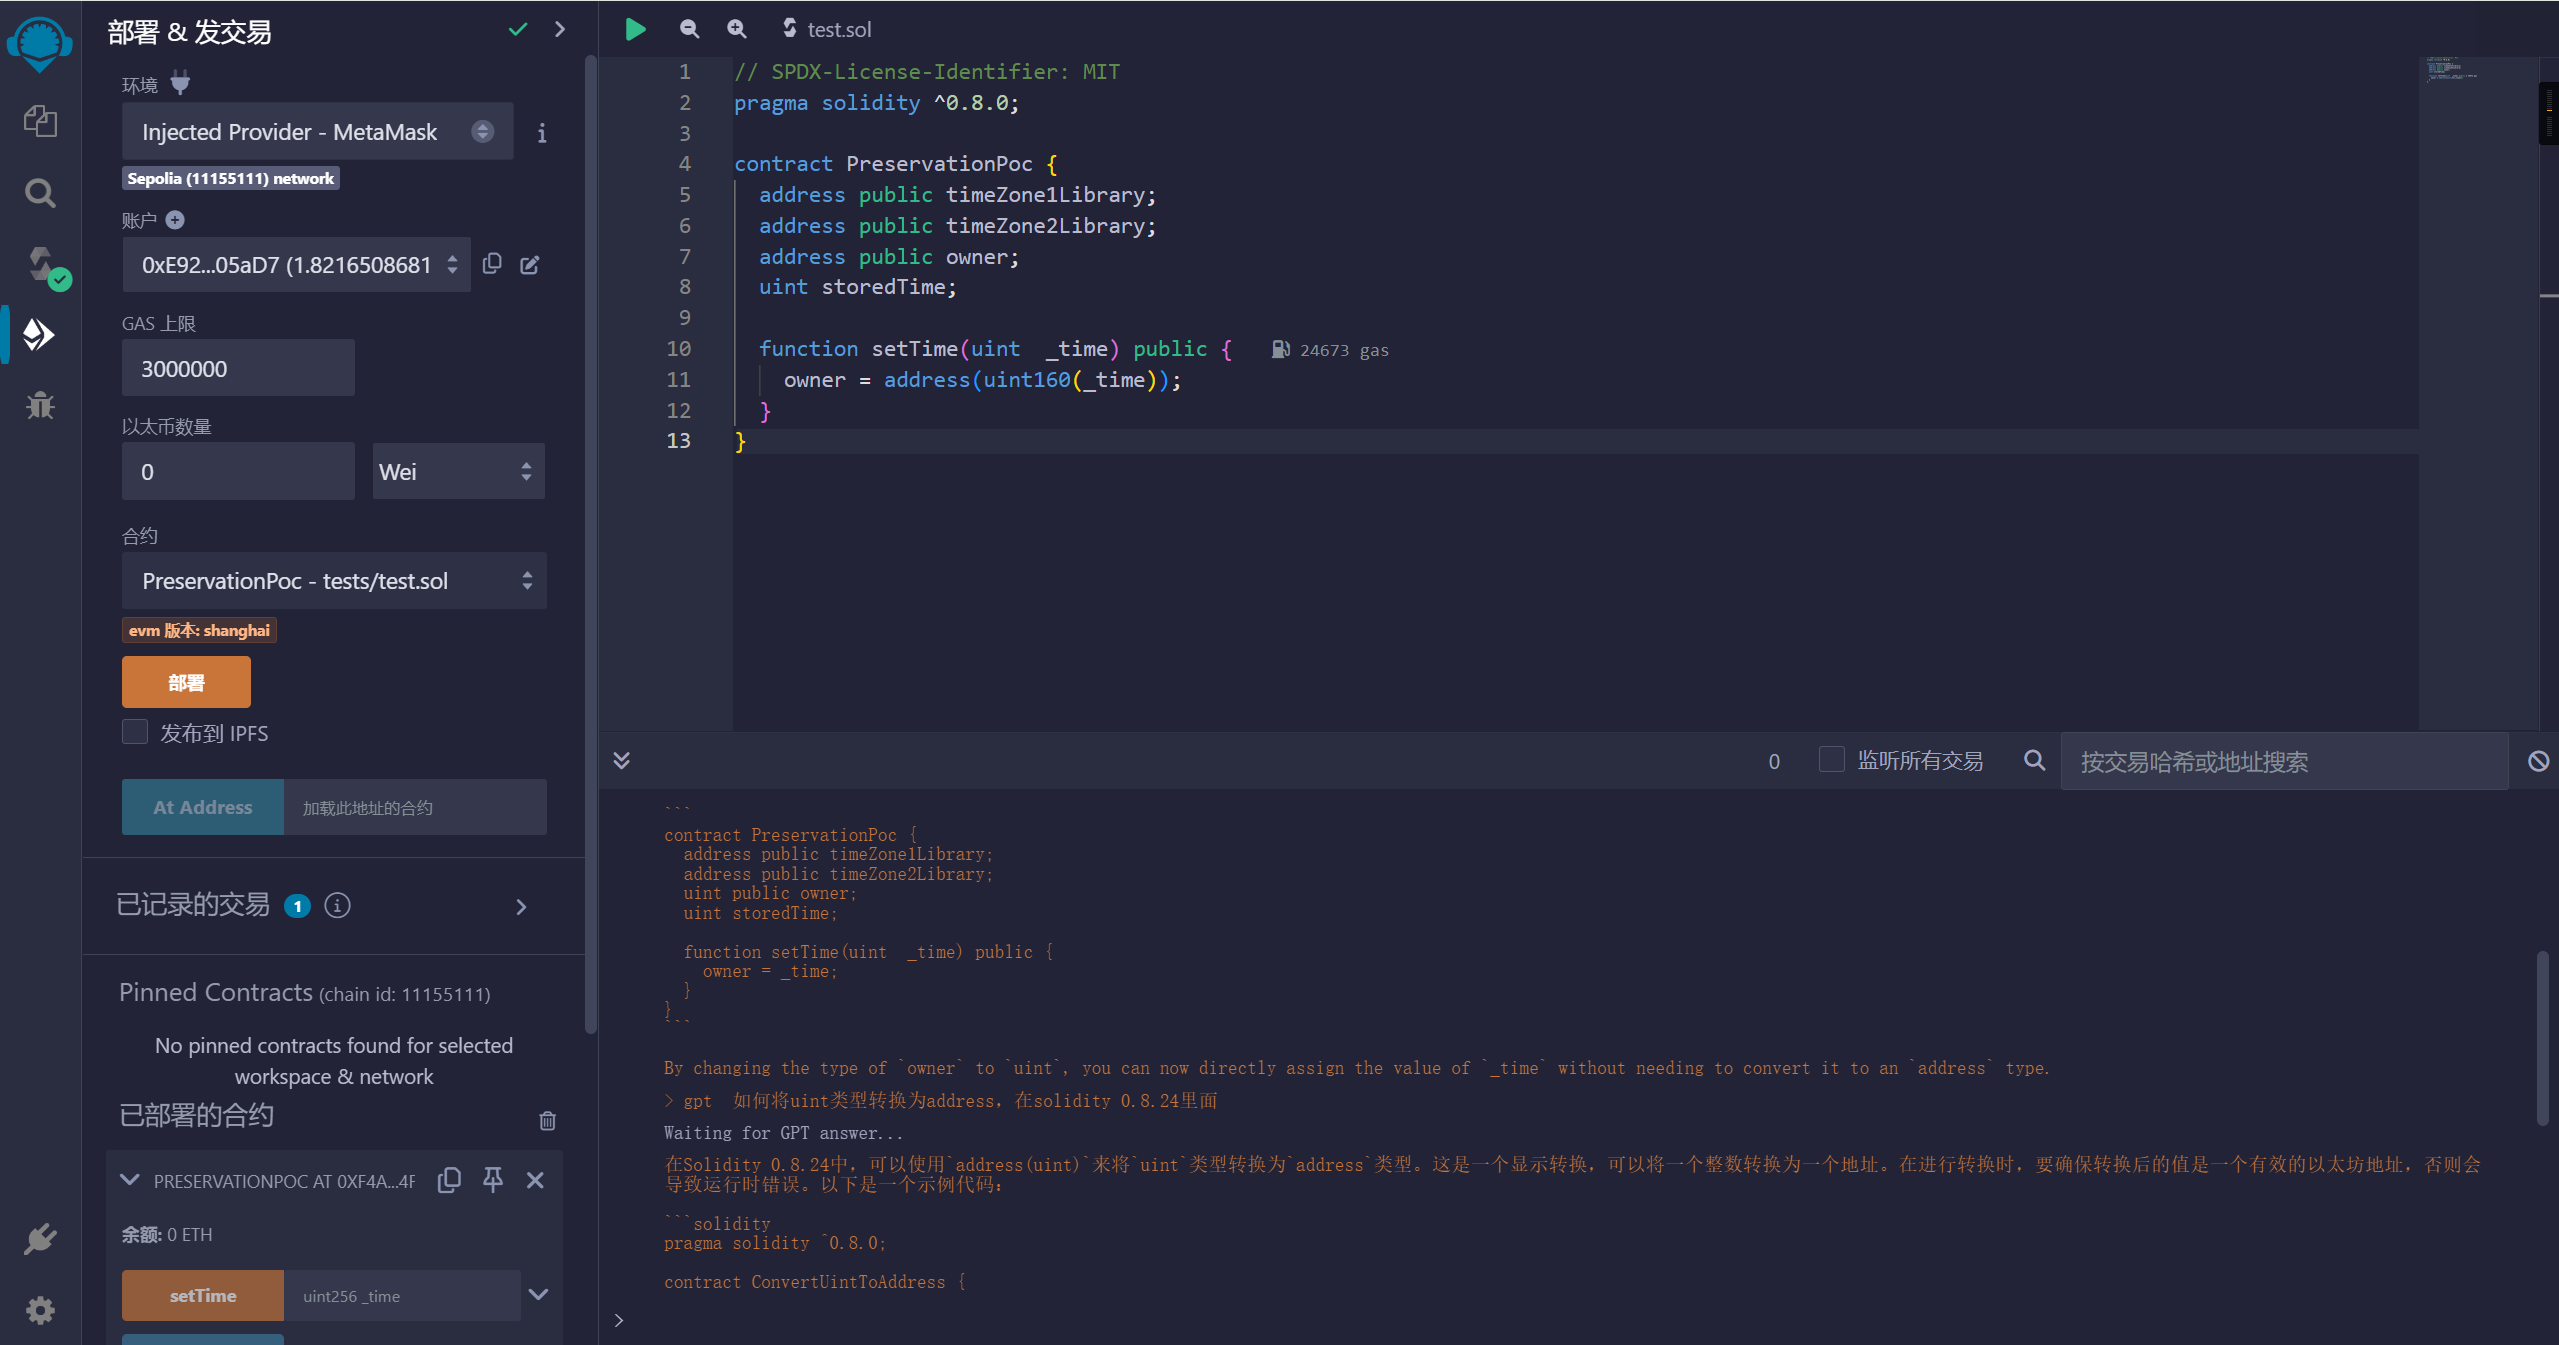 部署 & 发交易
环境
Injected Provider - MetaMask
Sepolia (11155111) network
账户
0xE92...05aD7 (1.8216508681
GAS 上限
3000000
以太币数量
0
Wei
合约
PreservationPoc - tests/test.sol
evm 版本: shanghai
部署
发布到 IPFS
At Address
加载此地址的合约
已记录的交易 1
Pinned Contracts (chain id: 11155111)
No pinned contracts found for selected
workspace & network
已部署的合约
PRESERVATIONPOC AT 0XF4A...4F
余额: 0 ETH
setTime
uint256 _time
test.sol
1 // SPDX-License-Identifier: MIT
2 pragma solidity ^0.8.0;
3
4 contract PreservationPoc {
5 address public timeZone1Library;
6 address public timeZone2Library;
7 address public owner;
8 uint storedTime;
9
10 function setTime(uint  _time) public { 24673 gas
11 owner = address(uint160(_time));
12 }
13 }
0
监听所有交易
按交易哈希或地址搜索
```
contract PreservationPoc {
address public timeZone1Library;
address public timeZone2Library;
uint public owner;
uint storedTime;
function setTime(uint  _time) public {
owner = _time;
}
}
```
By changing the type of `owner` to `uint`, you can now directly assign the value of `_time` without needing to convert it to an `address` type.
> gpt  如何将uint类型转换为address，在solidity 0.8.24里面
Waiting for GPT answer...
在Solidity 0.8.24中，可以使用`address(uint)`来将`uint`类型转换为`address`类型。这是一个显示转换，可以将一个整数转换为一个地址。在进行转换时，要确保转换后的值是一个有效的以太坊地址，否则会
导致运行时错误。以下是一个示例代码：
```solidity
pragma solidity ^0.8.0;
contract ConvertUintToAddress {
>